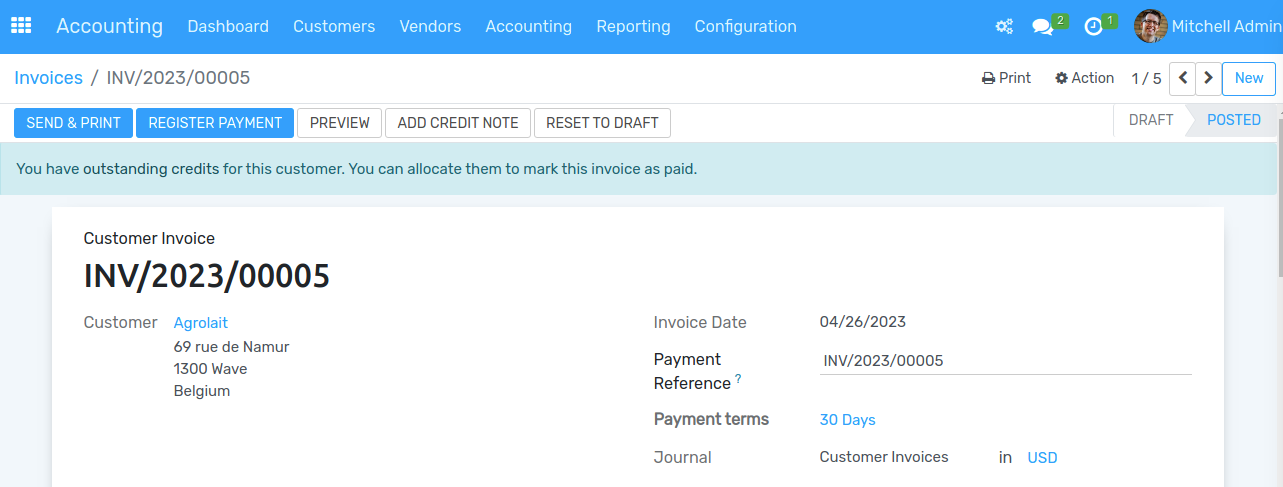 Accounting Dashboard Customers Vendors Accounting Reporting Configuration 2 1 Mitchell Admin
Invoices / INV/2023/00005 Print Action 1 / 5 New
SEND & PRINT REGISTER PAYMENT PREVIEW ADD CREDIT NOTE RESET TO DRAFT DRAFT POSTED
You have outstanding credits for this customer. You can allocate them to mark this invoice as paid.
Customer Invoice
INV/2023/00005
Customer Agrolait
69 rue de Namur
1300 Wave
Belgium
Invoice Date 04/26/2023
Payment
Reference ? INV/2023/00005
Payment terms 30 Days
Journal Customer Invoices in USD